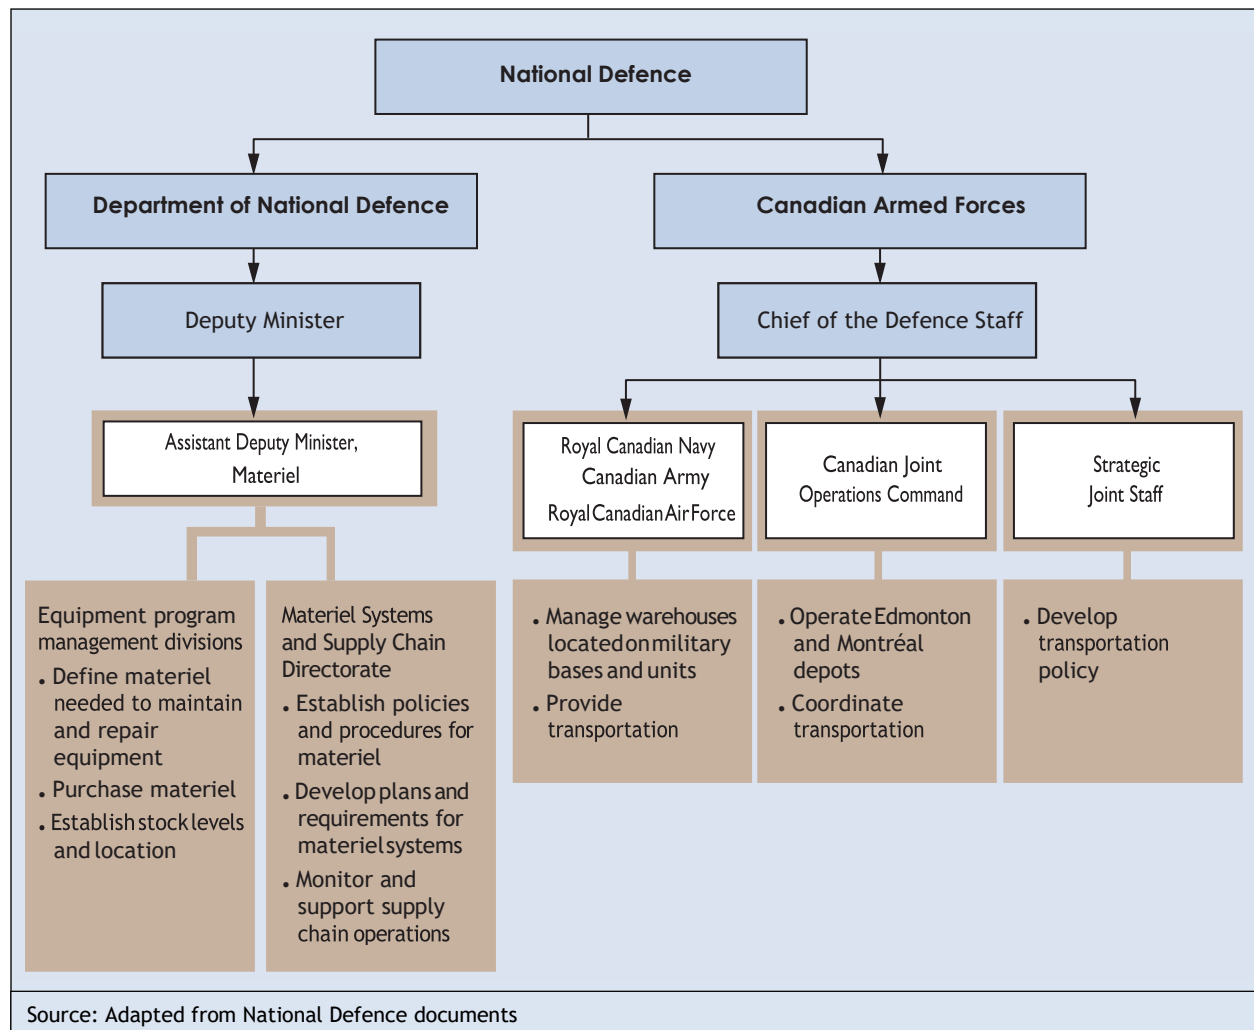 National Defence
Department of National Defence
Canadian Armed Forces
Deputy Minister
Chief of the Defence Staff
Assistant Deputy Minister,
Materiel
Royal Canadian Navy
Canadian Army
Royal Canadian Air Force
Canadian Joint
Operations Command
Strategic
Joint Staff
Equipment program
management divisions
• Define materiel
needed to maintain
and repair
equipment
• Purchase materiel
• Establish stock levels
and location
Materiel Systems
and Supply Chain
Directorate
• Establish policies
and procedures for
materiel
• Develop plans and
requirements for
materiel systems
• Monitor and
support supply
chain operations
• Manage warehouses
located on military
bases and units
• Provide
transportation
• Operate Edmonton
and Montréal
depots
• Coordinate
transportation
• Develop
transportation
policy
Source: Adapted from National Defence documents